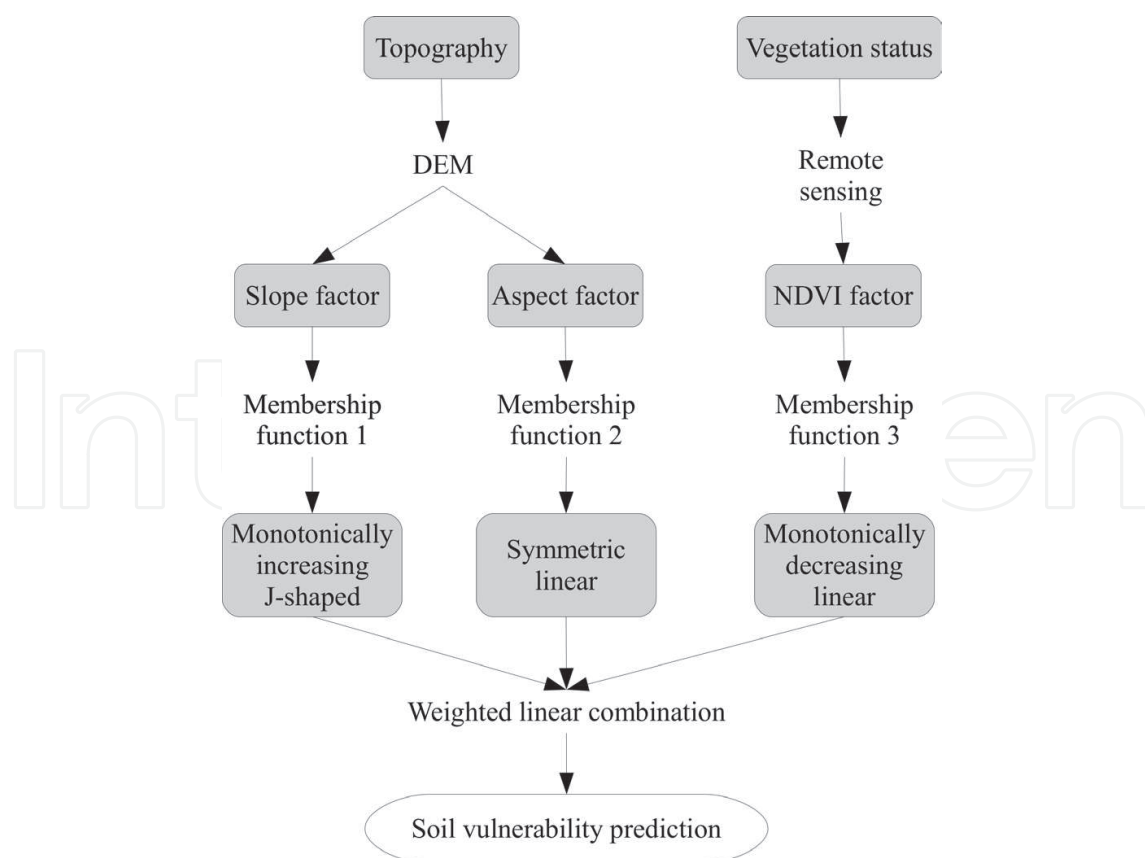 Topography
Vegetation status
DEM
Remote
sensing
Slope factor
Aspect factor
NDVI factor
Membership
function 1
Membership
function 2
Membership
function 3
Monotonically
increasing
J-shaped
Symmetric
linear
Monotonically
decreasing
linear
Weighted linear combination
Soil vulnerability prediction